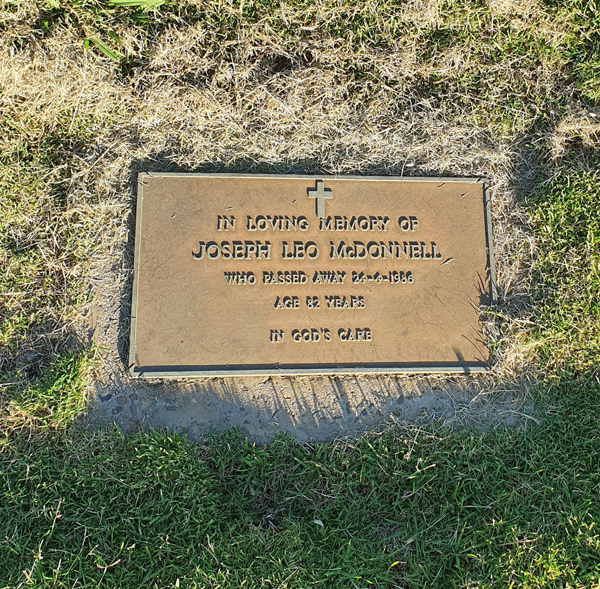 IN LOVING MEMORY OF
JOSEPH LEO McDONNELL
WHO PASSED AWAY 24-4-1986
AGE 82 YEARS
IN GOD'S CARE